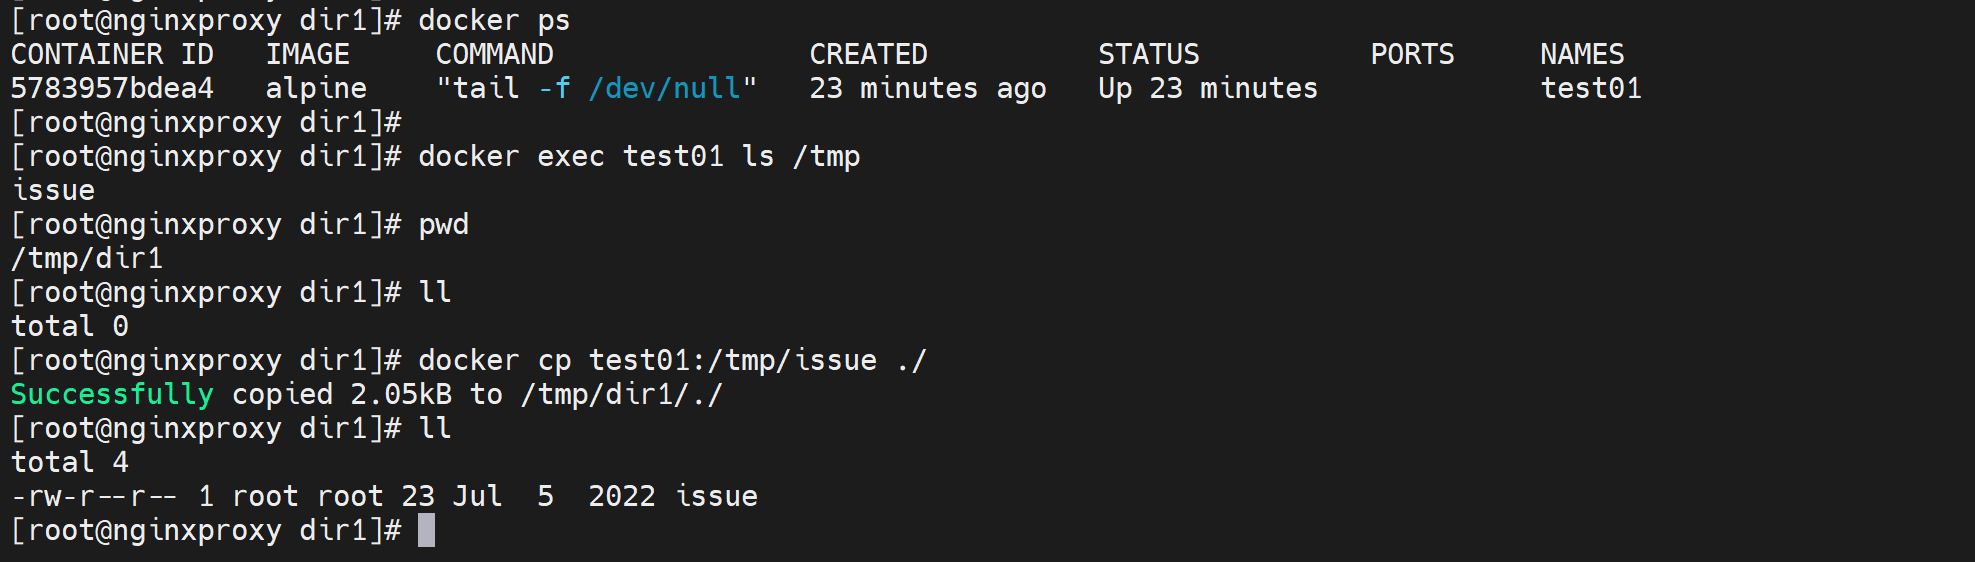 [root@nginxproxy dir1]# docker ps
CONTAINER ID   IMAGE     COMMAND               CREATED          STATUS          PORTS     NAMES
5783957bdea4   alpine    "tail -f /dev/null"   23 minutes ago   Up 23 minutes             test01
[root@nginxproxy dir1]#
[root@nginxproxy dir1]# docker exec test01 ls /tmp
issue
[root@nginxproxy dir1]# pwd
/tmp/dir1
[root@nginxproxy dir1]# ll
total 0
[root@nginxproxy dir1]# docker cp test01:/tmp/issue ./
Successfully copied 2.05kB to /tmp/dir1/./
[root@nginxproxy dir1]# ll
total 4
-rw-r--r-- 1 root root 23 Jul  5  2022 issue
[root@nginxproxy dir1]#